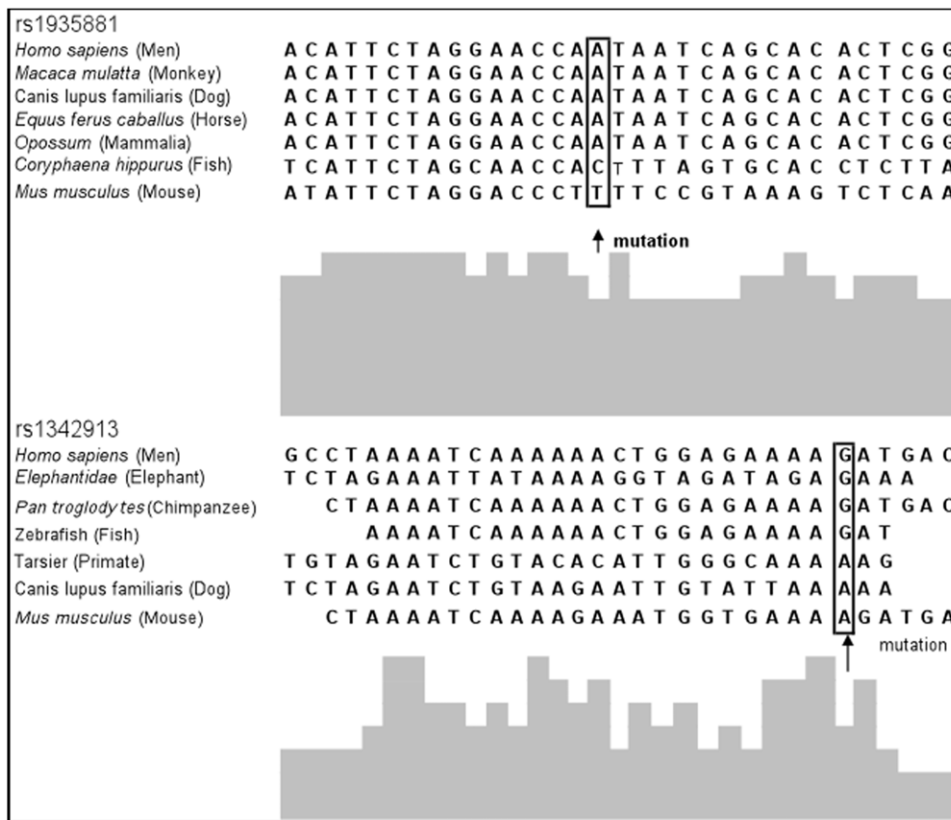 rs1935881
Homo sapiens (Men) A C A T T C T A G G A A C C A A T A A T C A G C A C A C T C G G
Macaca mulatta (Monkey) A C A T T C T A G G A A C C A A T A A T C A G C A C A C T C G G
Canis lupus familiaris (Dog) A C A T T C T A G G A A C C A A T A A T C A G C A C A C T C G G
Equus ferus caballus (Horse) A C A T T C T A G G A A C C A A T A A T C A G C A C A C T C G G
Opossum (Mammalia) A C A T T C T A G G A A C C A A T A A T C A G C A C A C T C G G
Coryphaena hippurus (Fish) T C A T T C T A G C A A C C A C T T T A G T G C A C C T C T T A
Mus musculus (Mouse) A T A T T C T A G G A C C C T T T T C C G T A A A G T C T C A A
mutation
rs1342913
Homo sapiens (Men) G C C T A A A A T C A A A A A A C T G G A G A A A A G A T G A C
Elephantidae (Elephant) T C T A G A A A T T A T A A A A G G T A G A T A G A G A A A
Pan troglodytes (Chimpanzee) C T A A A A T C A A A A A A C T G G A G A A A A G A T G A C
Zebrafish (Fish) A A A A T C A A A A A A C T G G A G A A A A G A T
Tarsier (Primate) T G T A G A A T C T G T A C A C A T T G G G C A A A A A G
Canis lupus familiaris (Dog) T C T A G A A T C T G T A A G A A T T G T A T T A A A A A
Mus musculus (Mouse) C T A A A A T C A A A A G A A A T G G T G A A A A G A T G A
mutation